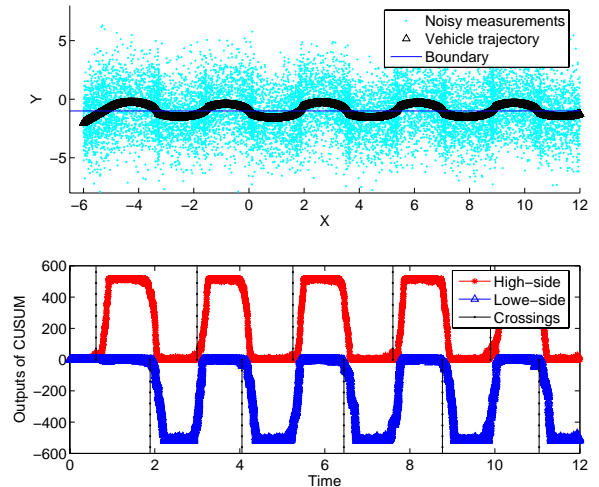 Noisy measurements
Vehicle trajectory
Boundary
5
0
−5
Y
−6 −4 −2 0 2 4 6 8 10 12
X
600
400
200
0
−200
−400
−600
Outputs of CUSUM
High−side
Lowe−side
Crossings
0 2 4 6 8 10 12
Time